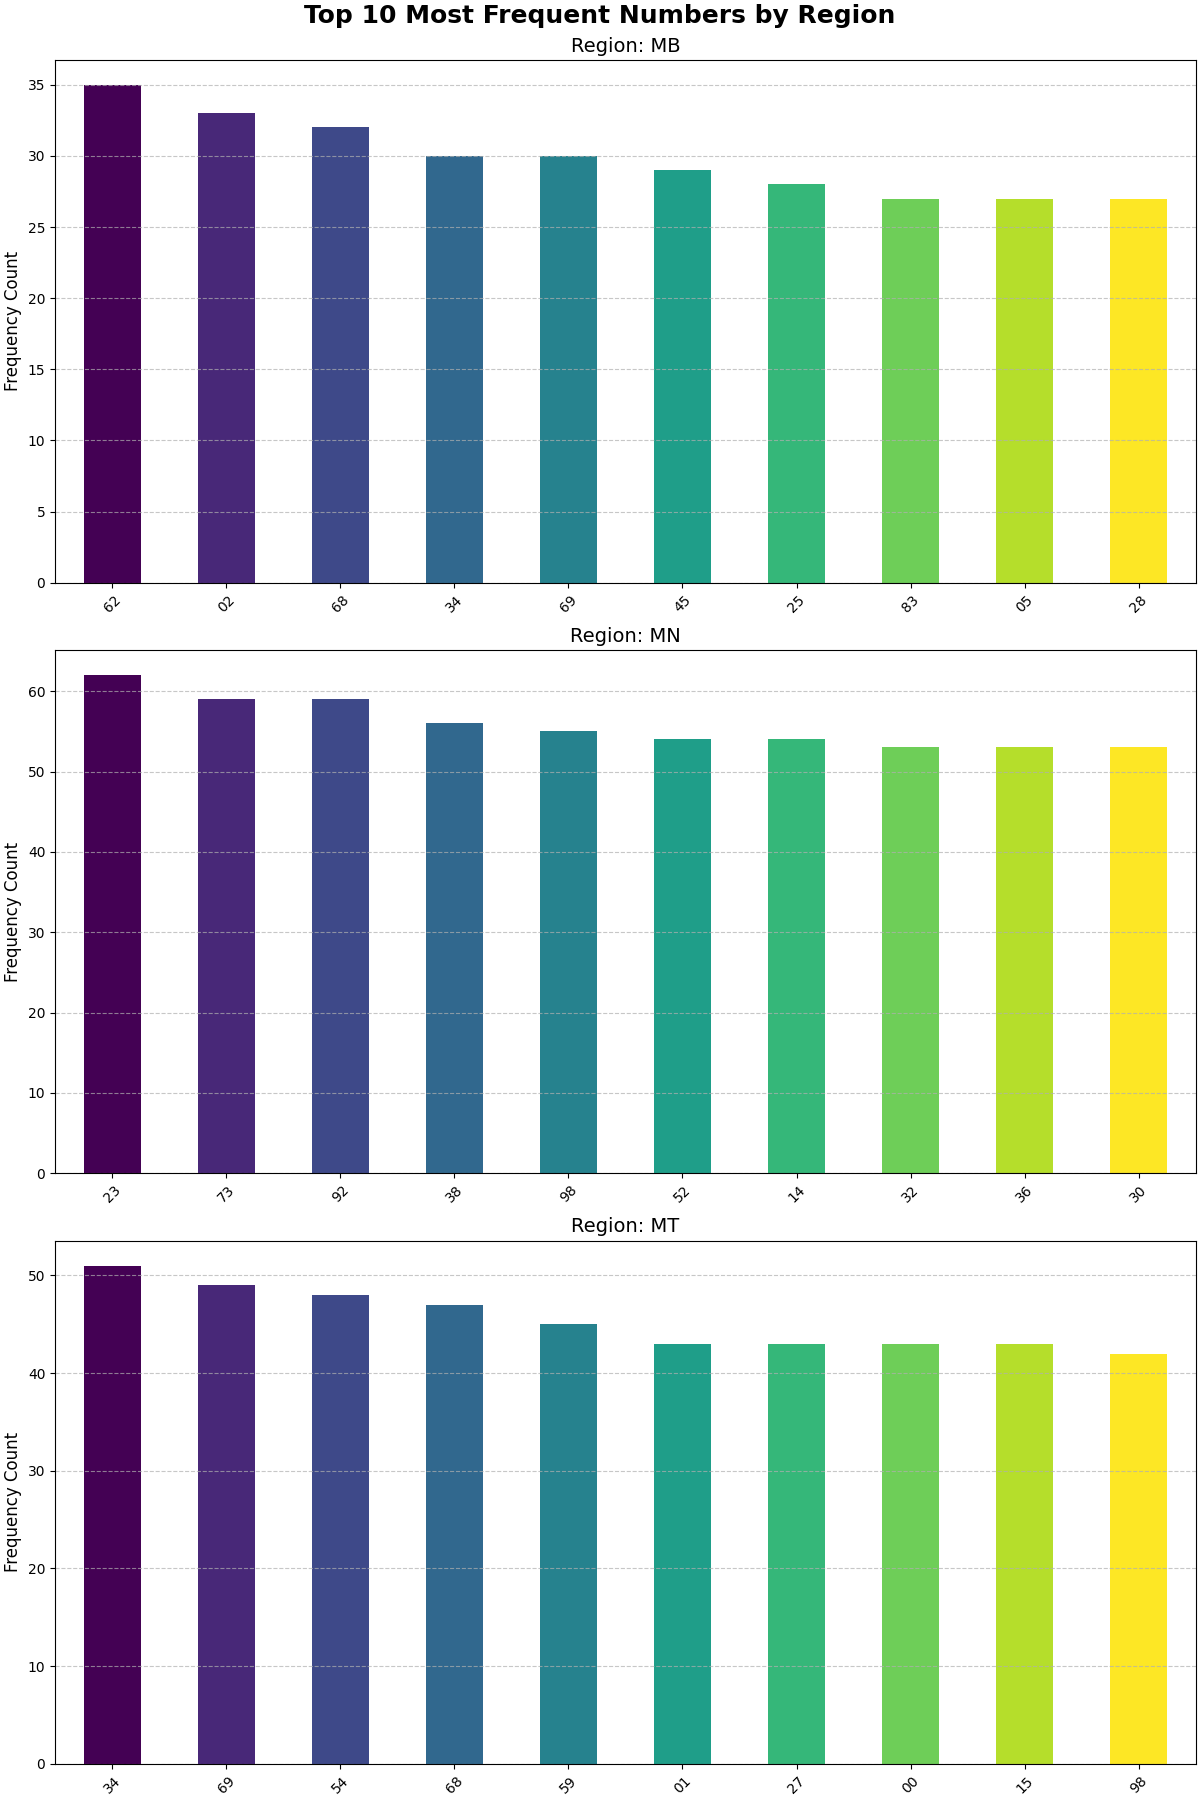 Top 10 Most Frequent Numbers by Region
Region: MB
Frequency Count
35
30
25
20
15
10
5
0
62 02 68 34 69 45 25 83 05 28
Region: MN
Frequency Count
60
50
40
30
20
10
0
23 73 92 38 98 52 14 32 36 30
Region: MT
Frequency Count
50
40
30
20
10
0
34 69 54 68 59 01 27 00 15 98